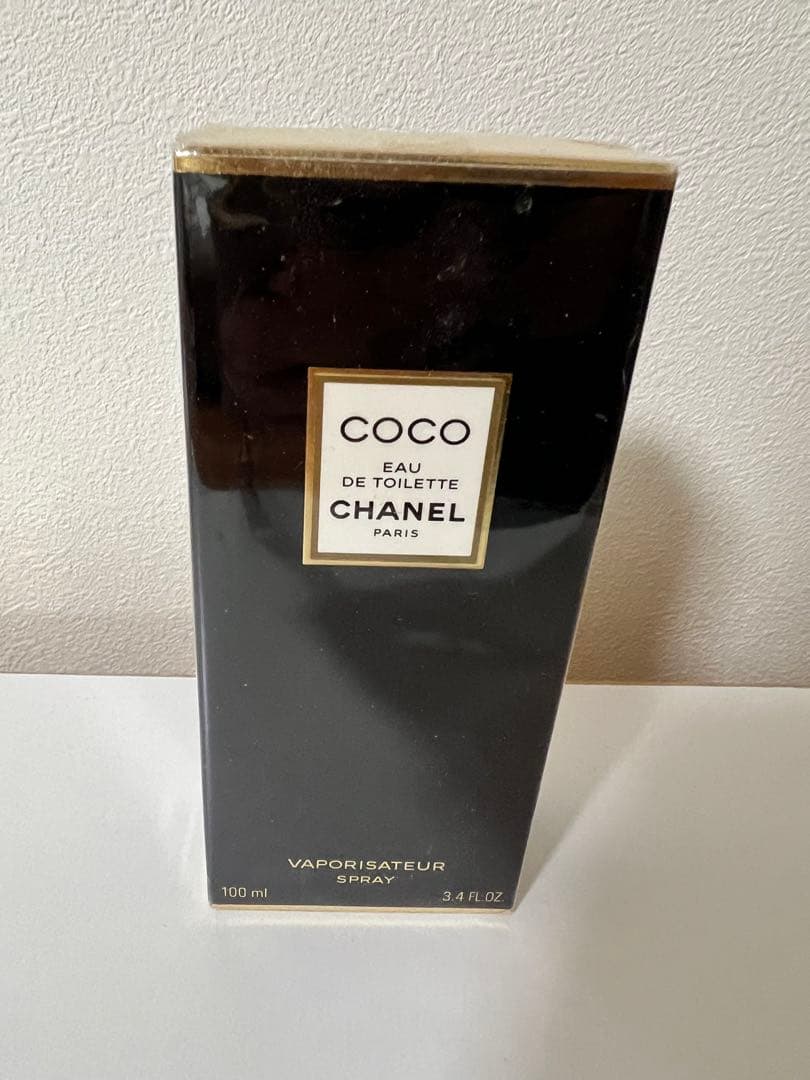 COCO
EAU
DE TOILETTE
CHANEL
PARIS
VAPORISATEUR
SPRAY
100 ml
3.4 FL.OZ.